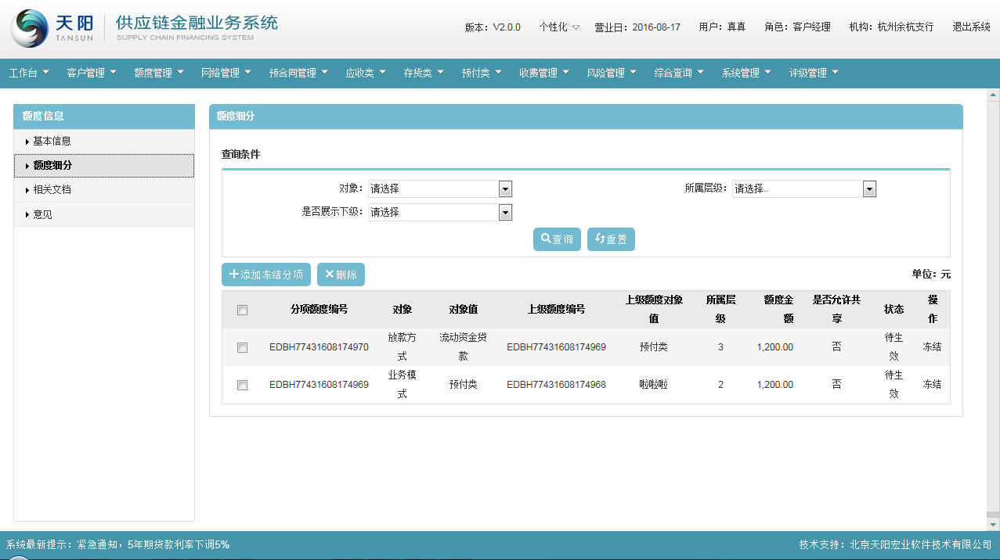 天阳 TANSUN 供应链金融业务系统 SUPPLY CHAIN FINANCING SYSTEM
版本：V2.0.0 个性化 营业日：2016-08-17 用户：真真 角色：客户经理 机构：杭州余杭支行 退出系统
工作台 客户管理 额度管理 网络管理 预合同管理 应收类 存货类 预付类 收费管理 风险管理 综合查询 系统管理 评级管理
额度信息
基本信息
额度细分
相关文档
意见
额度细分
查询条件
对象： 请选择 所属层级： 请选择..
是否展示下级： 请选择
查询 重置
添加冻结分项 删除 单位：元
分项额度编号 对象 对象值 上级额度编号 上级额度对象值 所属层级 额度金额 是否允许共享 状态 操作
EDBH77431608174970 放款方式 流动资金贷款 EDBH77431608174969 预付类 3 1,200.00 否 待生效 冻结
EDBH77431608174969 业务模式 预付类 EDBH77431608174968 啦啦啦 2 1,200.00 否 待生效 冻结
系统最新提示：紧急通知，5年期贷款利率下调5% 技术支持：北京天阳宏业软件技术有限公司